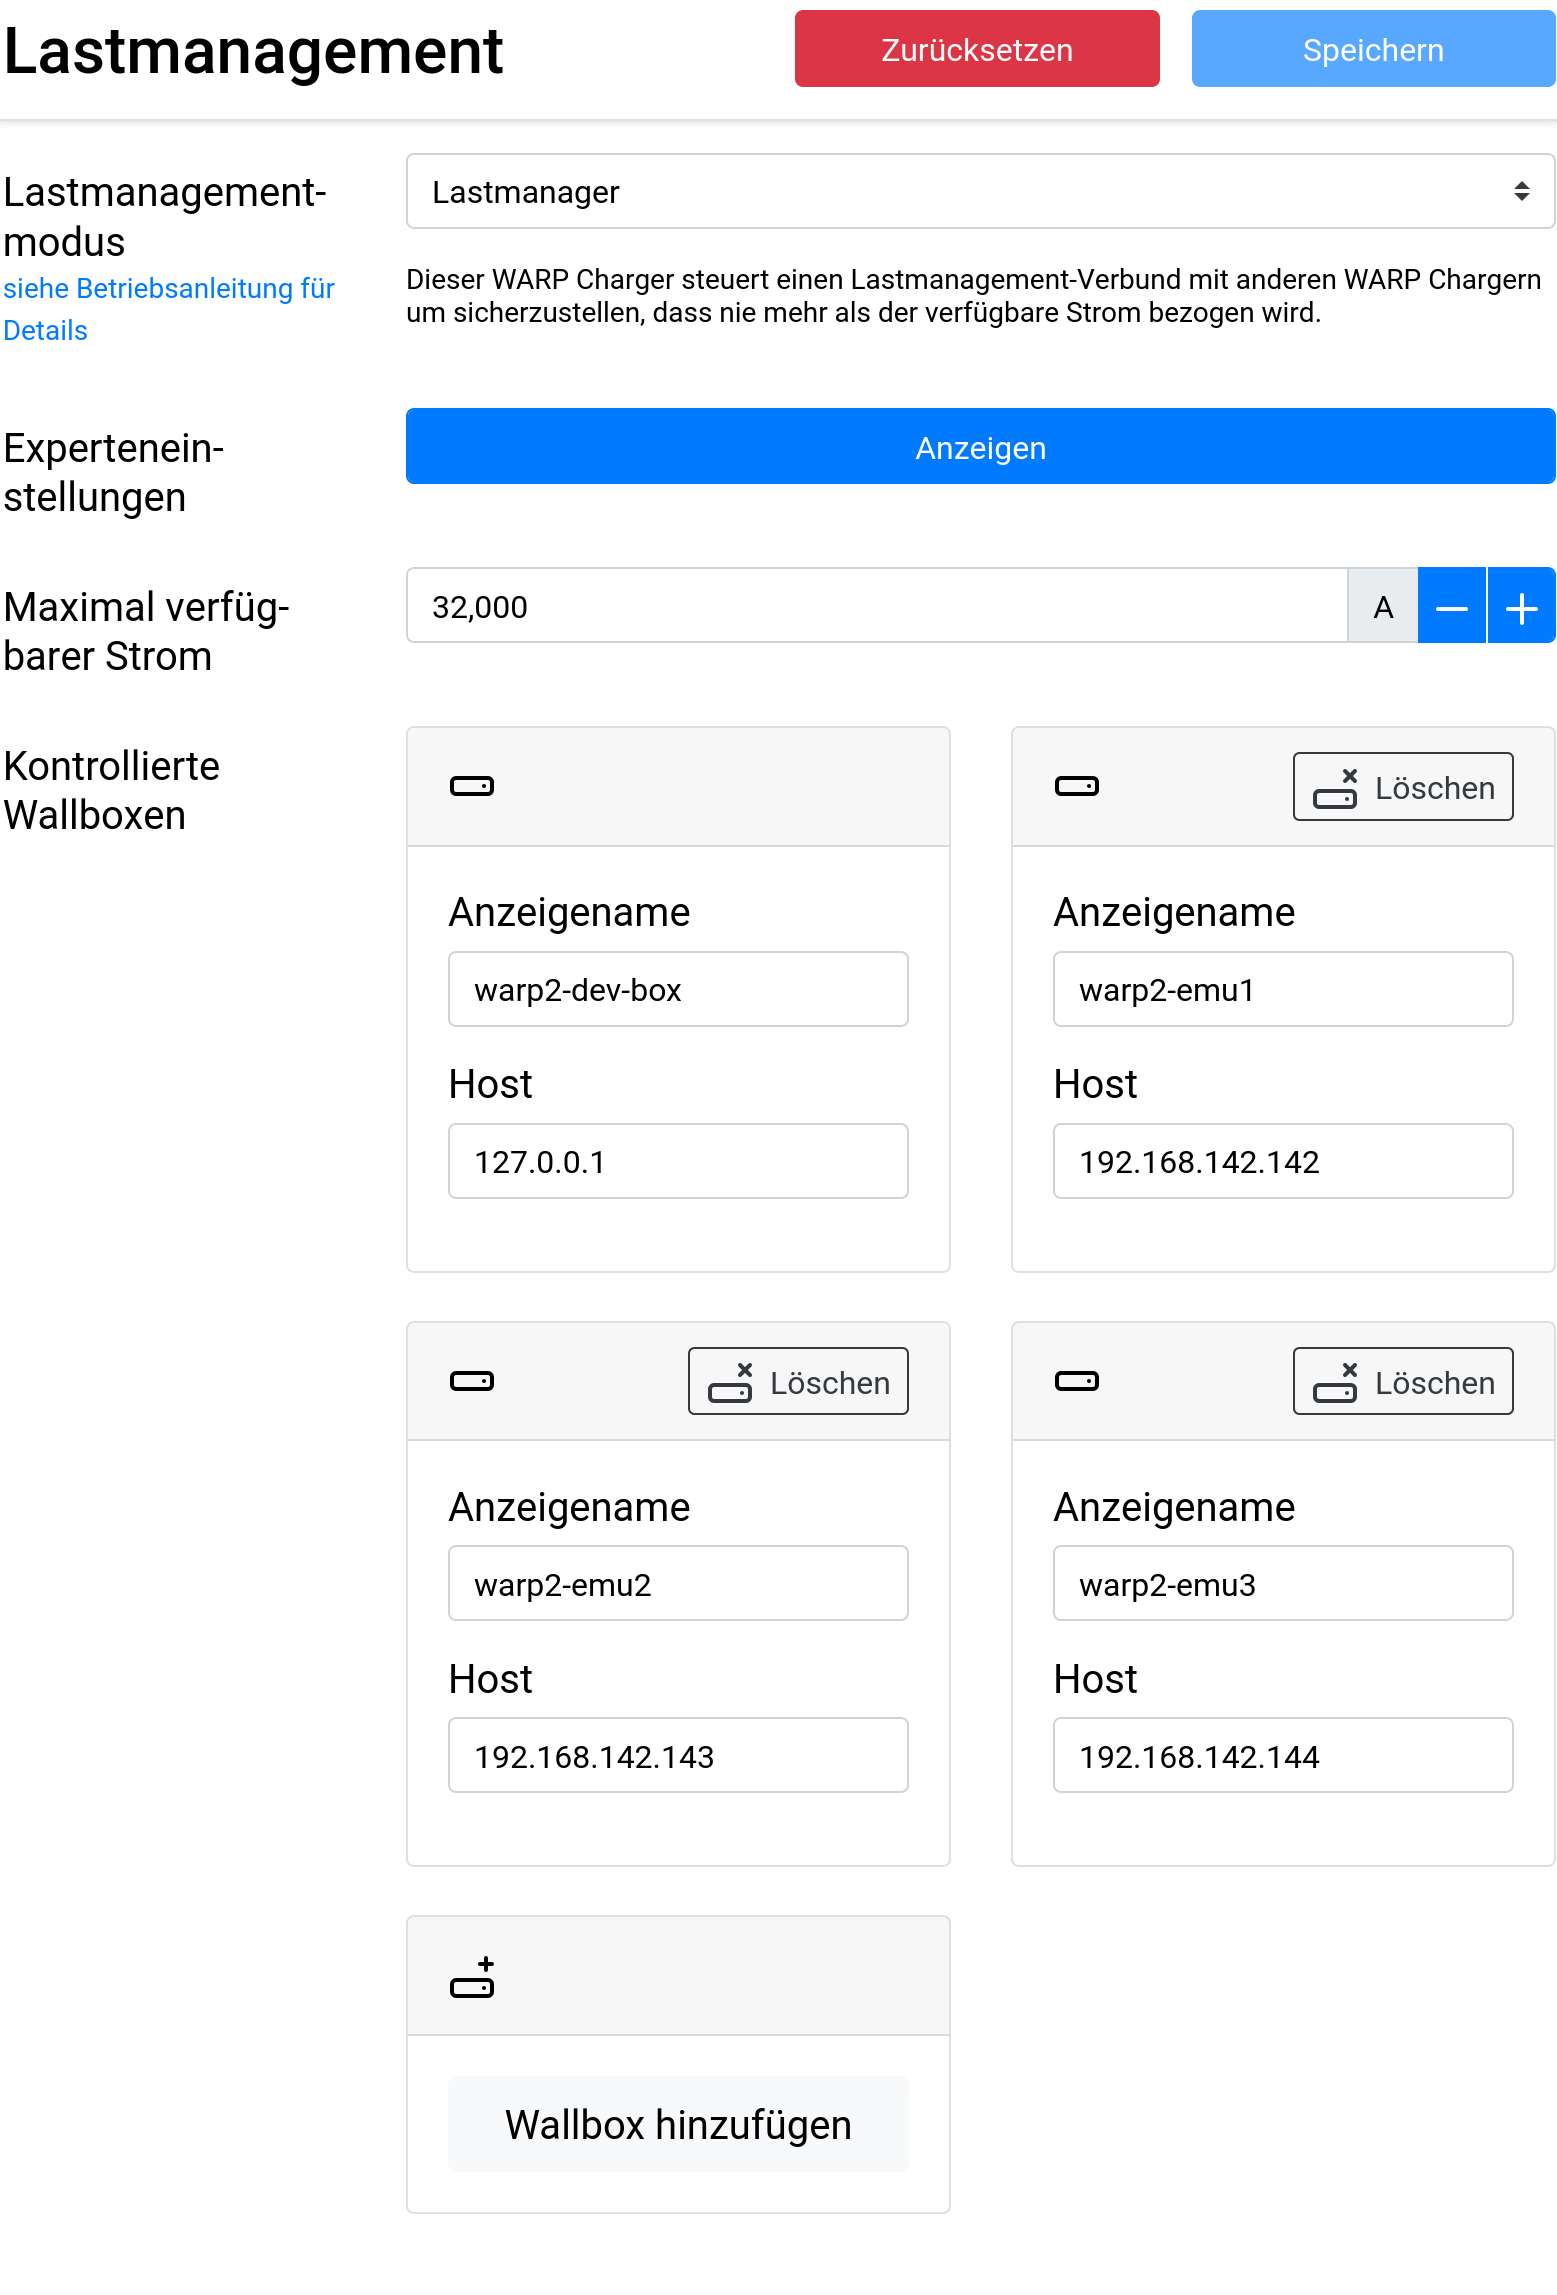 Lastmanagement
Zurücksetzen
Speichern
Lastmanagement-
modus
siehe Betriebsanleitung für
Details
Lastmanager
Dieser WARP Charger steuert einen Lastmanagement-Verbund mit anderen WARP Chargern
um sicherzustellen, dass nie mehr als der verfügbare Strom bezogen wird.
Expertenein-
stellungen
Anzeigen
Maximal verfüg-
barer Strom
32,000
A
Kontrollierte
Wallboxen
Anzeigename
warp2-dev-box
Host
127.0.0.1
Löschen
Anzeigename
warp2-emu1
Host
192.168.142.142
Löschen
Anzeigename
warp2-emu2
Host
192.168.142.143
Löschen
Anzeigename
warp2-emu3
Host
192.168.142.144
Wallbox hinzufügen